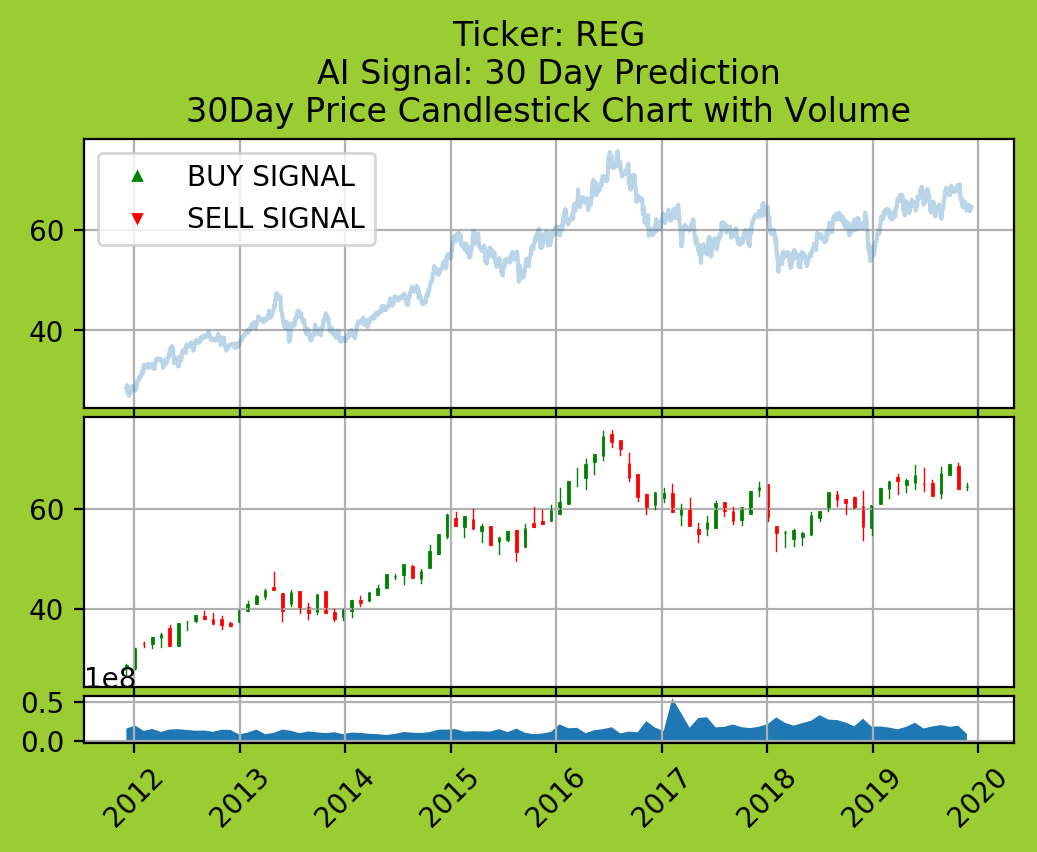 Ticker: REG
AI Signal: 30 Day Prediction
30Day Price Candlestick Chart with Volume
BUY SIGNAL
SELL SIGNAL
60
40
60
40
1e8
0.5
0.0
2012 2013 2014 2015 2016 2017 2018 2019 2020